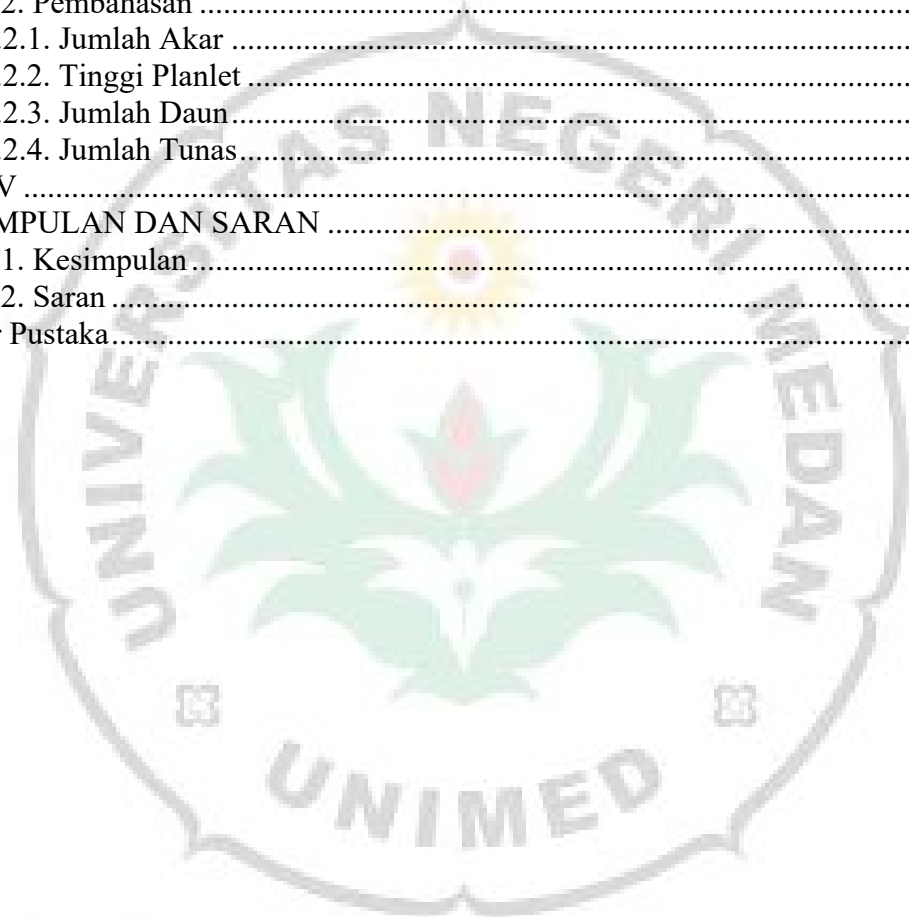 2. Pembahasan ........................................................................................
.2.1. Jumlah Akar ....................................................................................
.2.2. Tinggi Planlet ..................................................................................
.2.3. Jumlah Daun ....................................................................................
.2.4. Jumlah Tunas ...................................................................................
V ............................................................................................................
MPULAN DAN SARAN ........................................................................
1. Kesimpulan .........................................................................................
2. Saran ...................................................................................................
r Pustaka .................................................................................................
UNIVERSITAS NEGERI MEDAN
UNIMED